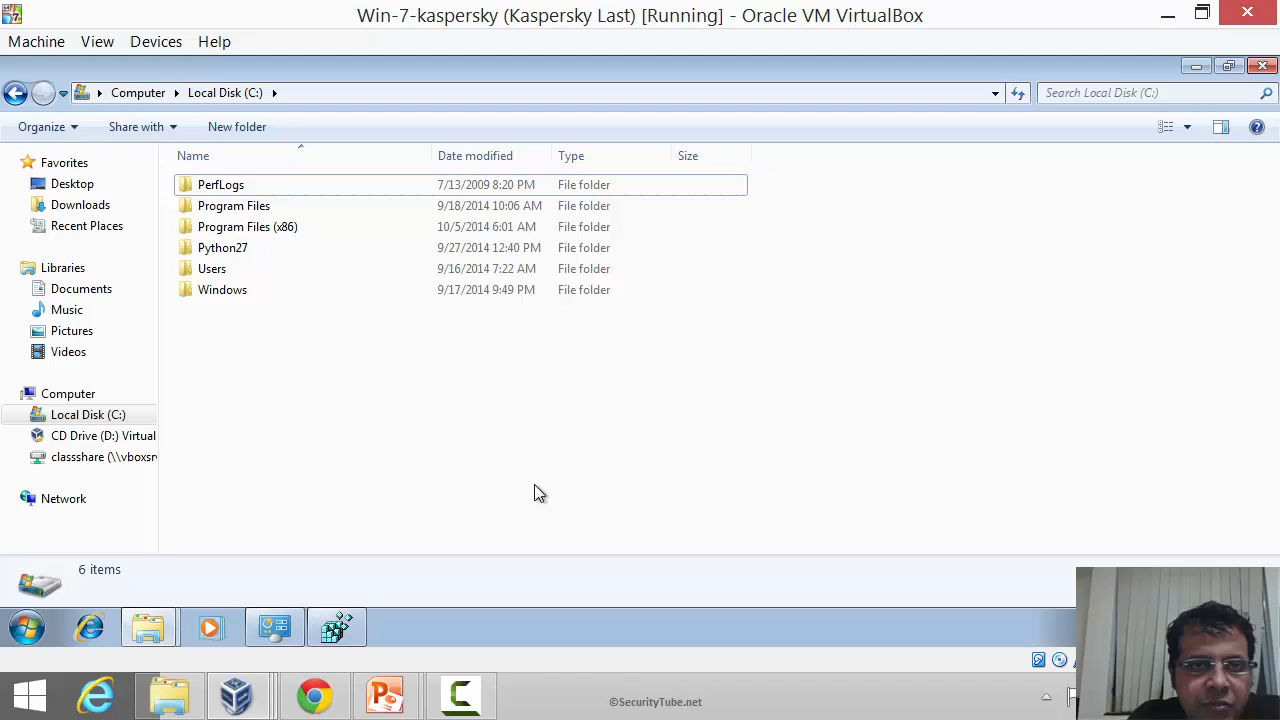 Win-7-kaspersky (Kaspersky Last) [Running] - Oracle VM VirtualBox
Machine View Devices Help
Computer Local Disk (C:) Search Local Disk (C:)
Organize Share with New folder
Name Date modified Type Size
Favorites
Desktop
Downloads
Recent Places
Libraries
Documents
Music
Pictures
Videos
Computer
Local Disk (C:)
CD Drive (D:) Virtual
classshare (\\vboxsr
Network
PerfLogs 7/13/2009 8:20 PM File folder
Program Files 9/18/2014 10:06 AM File folder
Program Files (x86) 10/5/2014 6:01 AM File folder
Python27 9/27/2014 12:40 PM File folder
Users 9/16/2014 7:22 AM File folder
Windows 9/17/2014 9:49 PM File folder
6 items
©SecurityTube.net